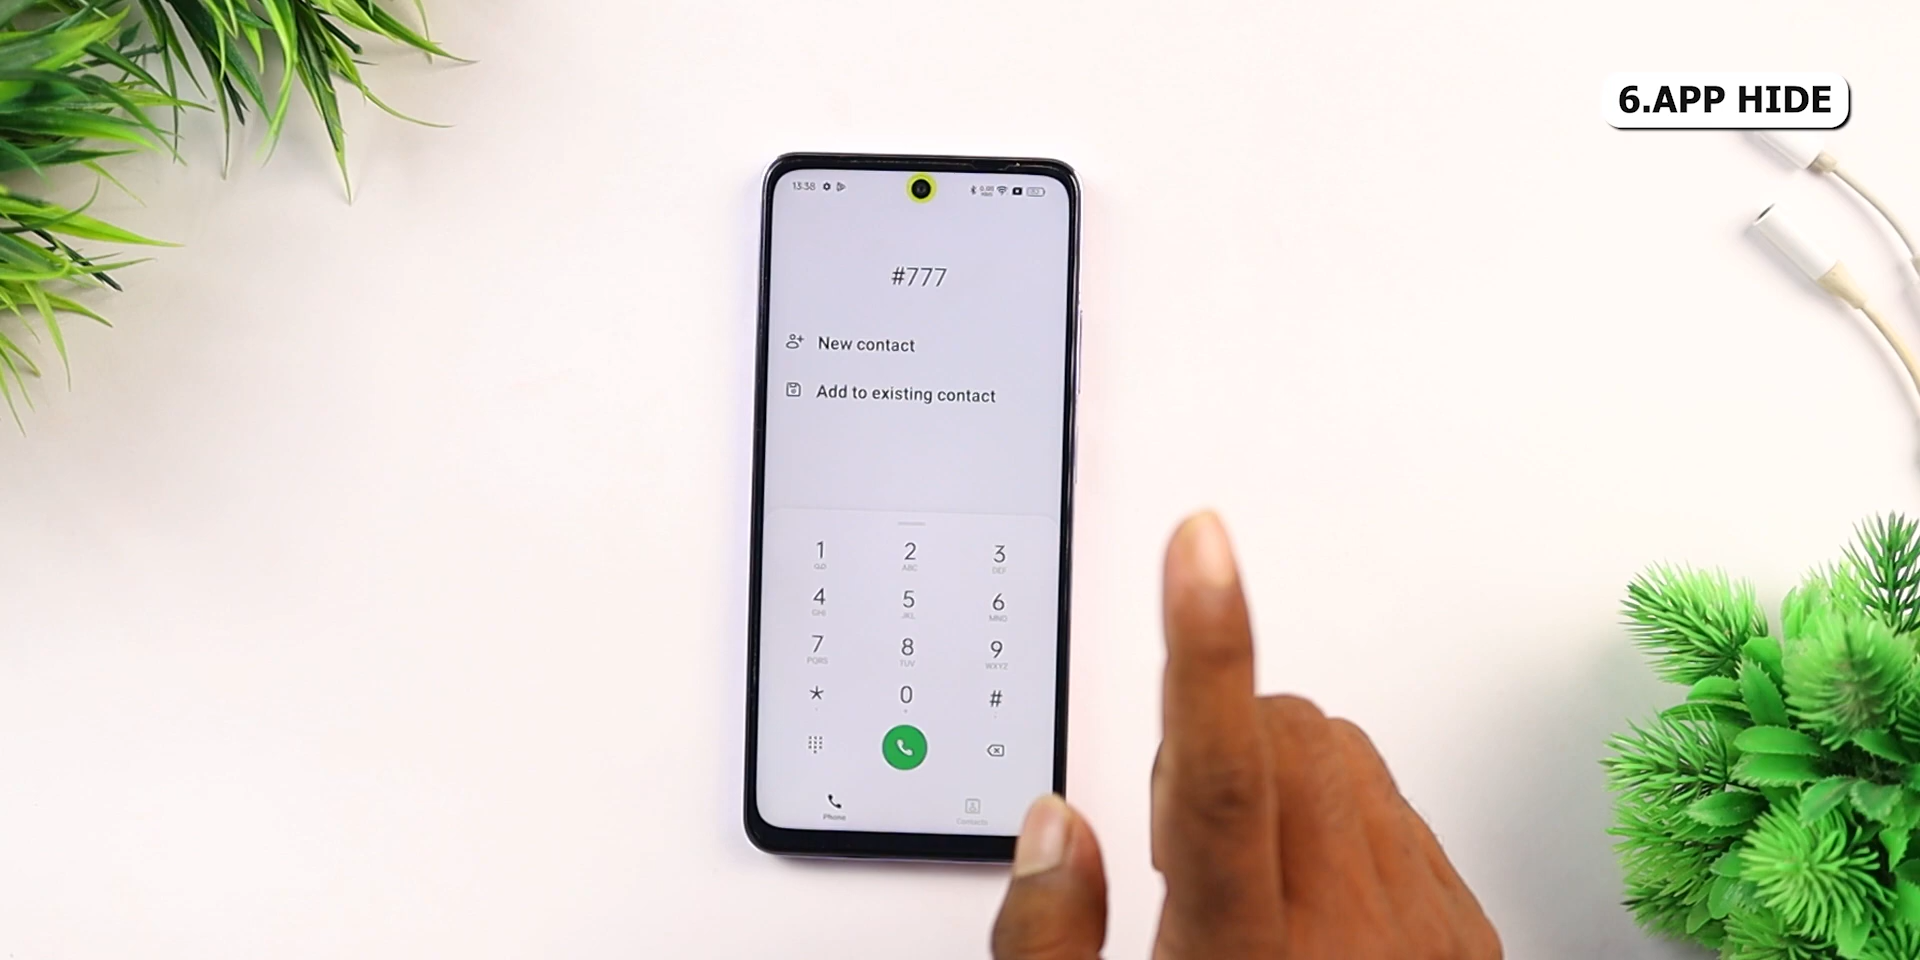 6.APP HIDE
13:38
#777
New contact
Add to existing contact
1 2 3
ABC DEF
4 5 6
GHI JKL MNO
7 8 9
PQRS TUV WXYZ
* 0 #
Phone Contacts